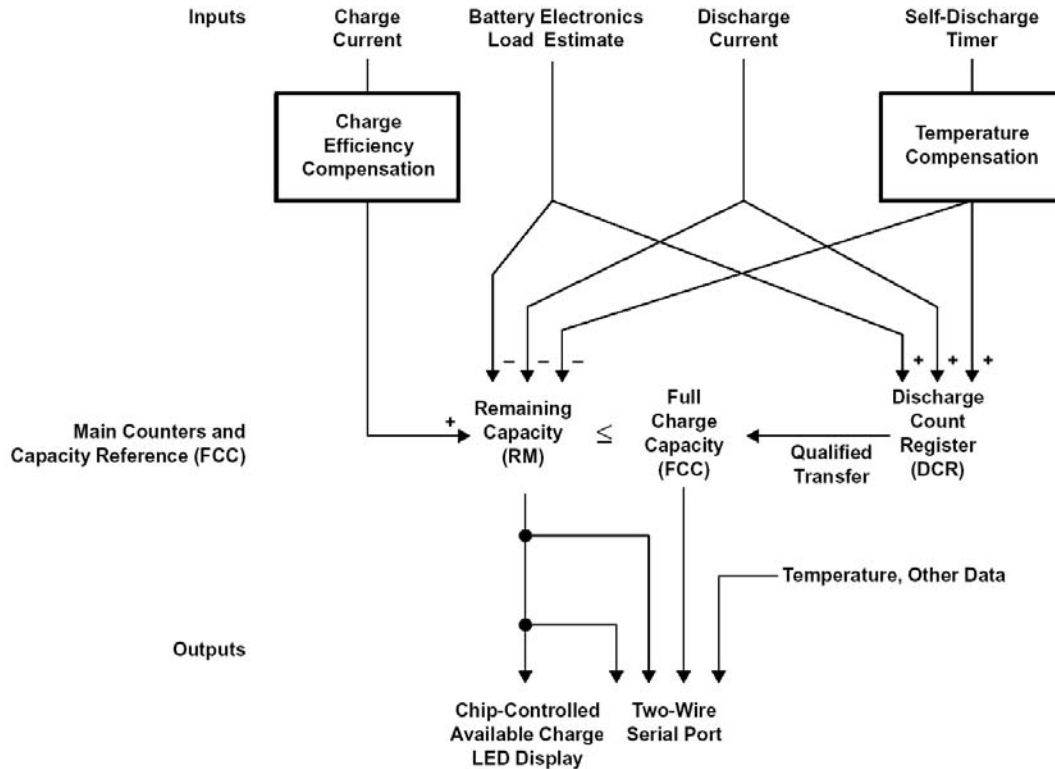 Inputs
Charge
Current
Battery Electronics
Load Estimate
Discharge
Current
Self-Discharge
Timer
Charge
Efficiency
Compensation
Temperature
Compensation
– – –
+ + +
Main Counters and
Capacity Reference (FCC)
+
Remaining
Capacity
(RM)
≤
Full
Charge
Capacity
(FCC)
Qualified
Transfer
Discharge
Count
Register
(DCR)
Temperature, Other Data
Outputs
Chip-Controlled
Available Charge
LED Display
Two-Wire
Serial Port